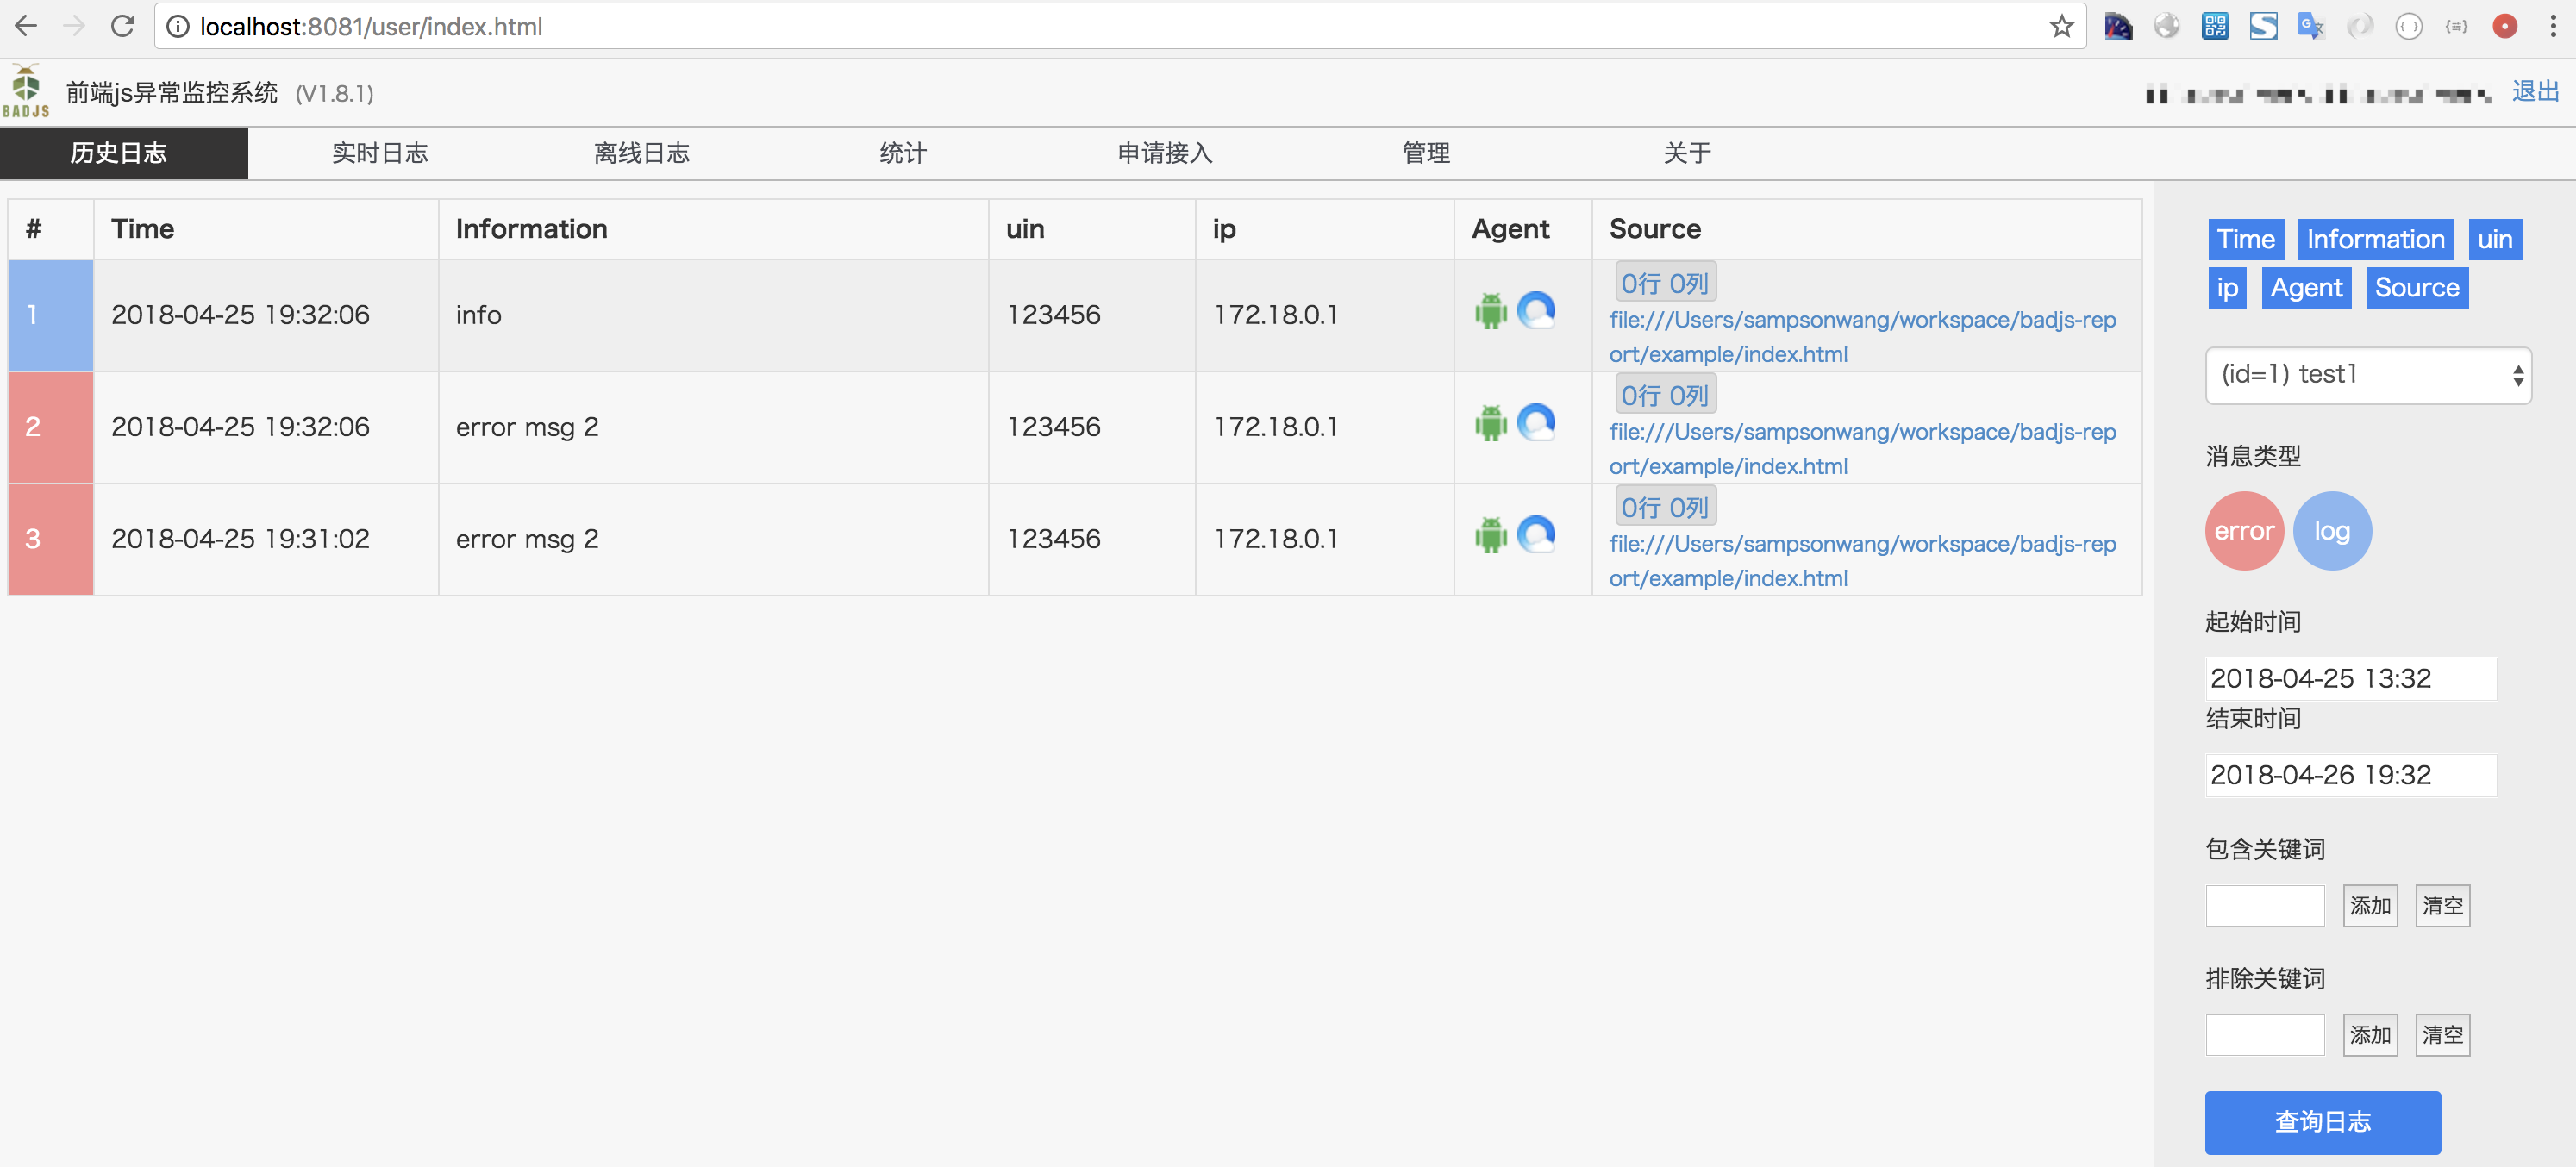 localhost:8081/user/index.html
BADJS
前端js异常监控系统 (V1.8.1)
退出
历史日志 实时日志 离线日志 统计 申请接入 管理 关于
# Time Information uin ip Agent Source
1 2018-04-25 19:32:06 info 123456 172.18.0.1 0行 0列
file:///Users/sampsonwang/workspace/badjs-rep
ort/example/index.html
2 2018-04-25 19:32:06 error msg 2 123456 172.18.0.1 0行 0列
file:///Users/sampsonwang/workspace/badjs-rep
ort/example/index.html
3 2018-04-25 19:31:02 error msg 2 123456 172.18.0.1 0行 0列
file:///Users/sampsonwang/workspace/badjs-rep
ort/example/index.html
Time Information uin
ip Agent Source
(id=1) test1
消息类型
error log
起始时间
2018-04-25 13:32
结束时间
2018-04-26 19:32
包含关键词
添加 清空
排除关键词
添加 清空
查询日志